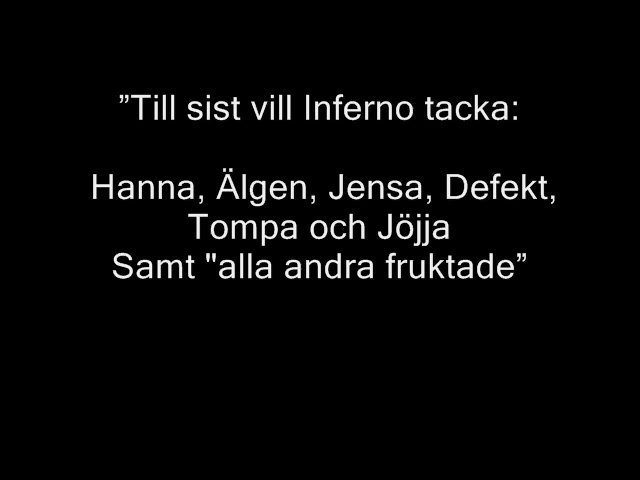 ”Till sist vill Inferno tacka:
Hanna, Älgen, Jensa, Defekt,
Tompa och Jöjja
Samt "alla andra fruktade”